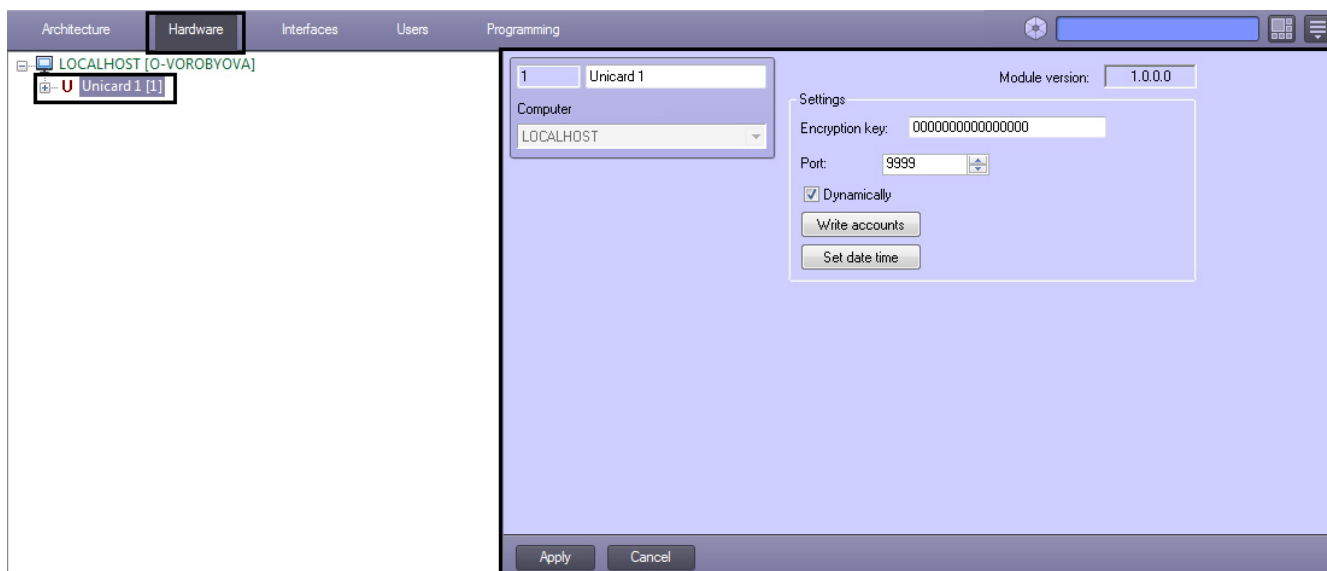 Architecture Hardware Interfaces Users Programming
LOCALHOST [O-VOROBYOVA]
U Unicard 1 [1]
1 Unicard 1
Computer
LOCALHOST
Module version: 1.0.0.0
Settings
Encryption key: 0000000000000000
Port: 9999
Dynamically
Write accounts
Set date time
Apply Cancel